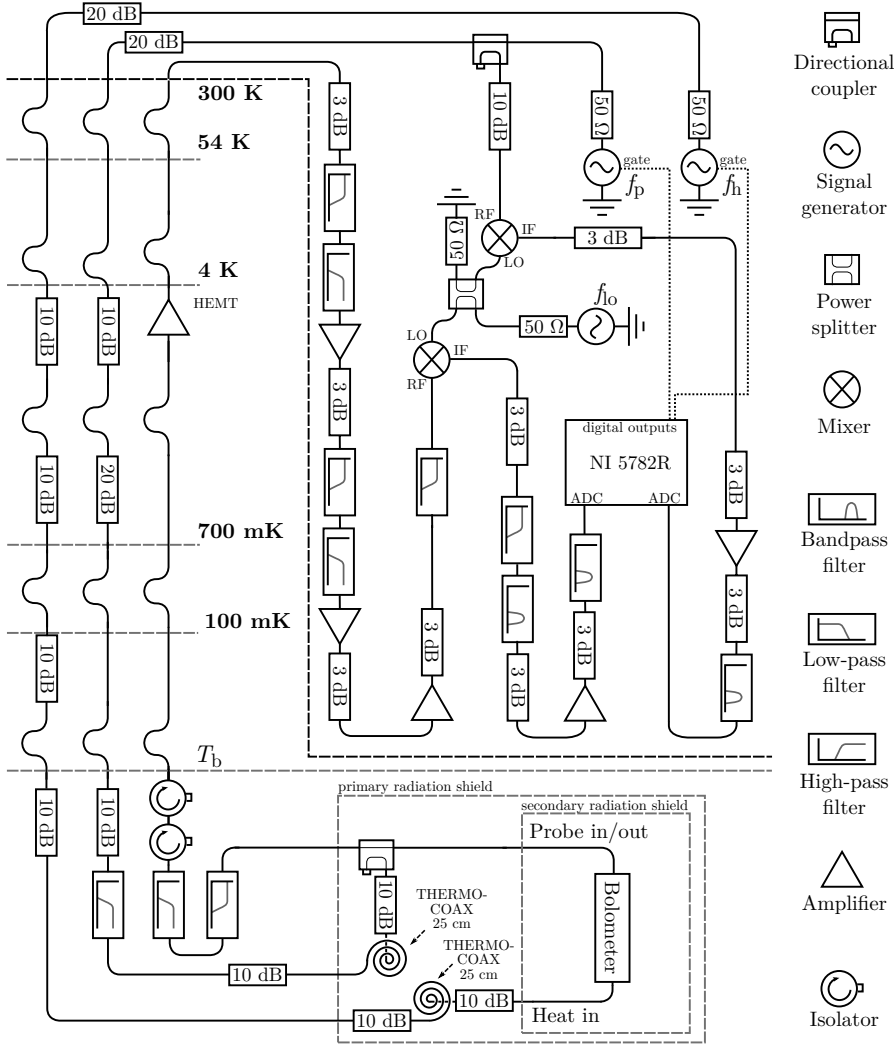 20 dB
20 dB
300 K
54 K
4 K
HEMT
10 dB
10 dB
10 dB
20 dB
700 mK
100 mK
10 dB
T_b
10 dB
10 dB
3 dB
3 dB
3 dB
10 dB
50 Ω
50 Ω
gate
gate
f_p
f_h
RF
IF
LO
50 Ω
3 dB
f_lo
50 Ω
LO
IF
RF
3 dB
3 dB
3 dB
3 dB
digital outputs
NI 5782R
ADC
ADC
3 dB
3 dB
3 dB
primary radiation shield
secondary radiation shield
Probe in/out
10 dB
THERMO-
COAX
25 cm
THERMO-
COAX
25 cm
Bolometer
10 dB
10 dB
10 dB
Heat in
Directional
coupler
Signal
generator
Power
splitter
Mixer
Bandpass
filter
Low-pass
filter
High-pass
filter
Amplifier
Isolator